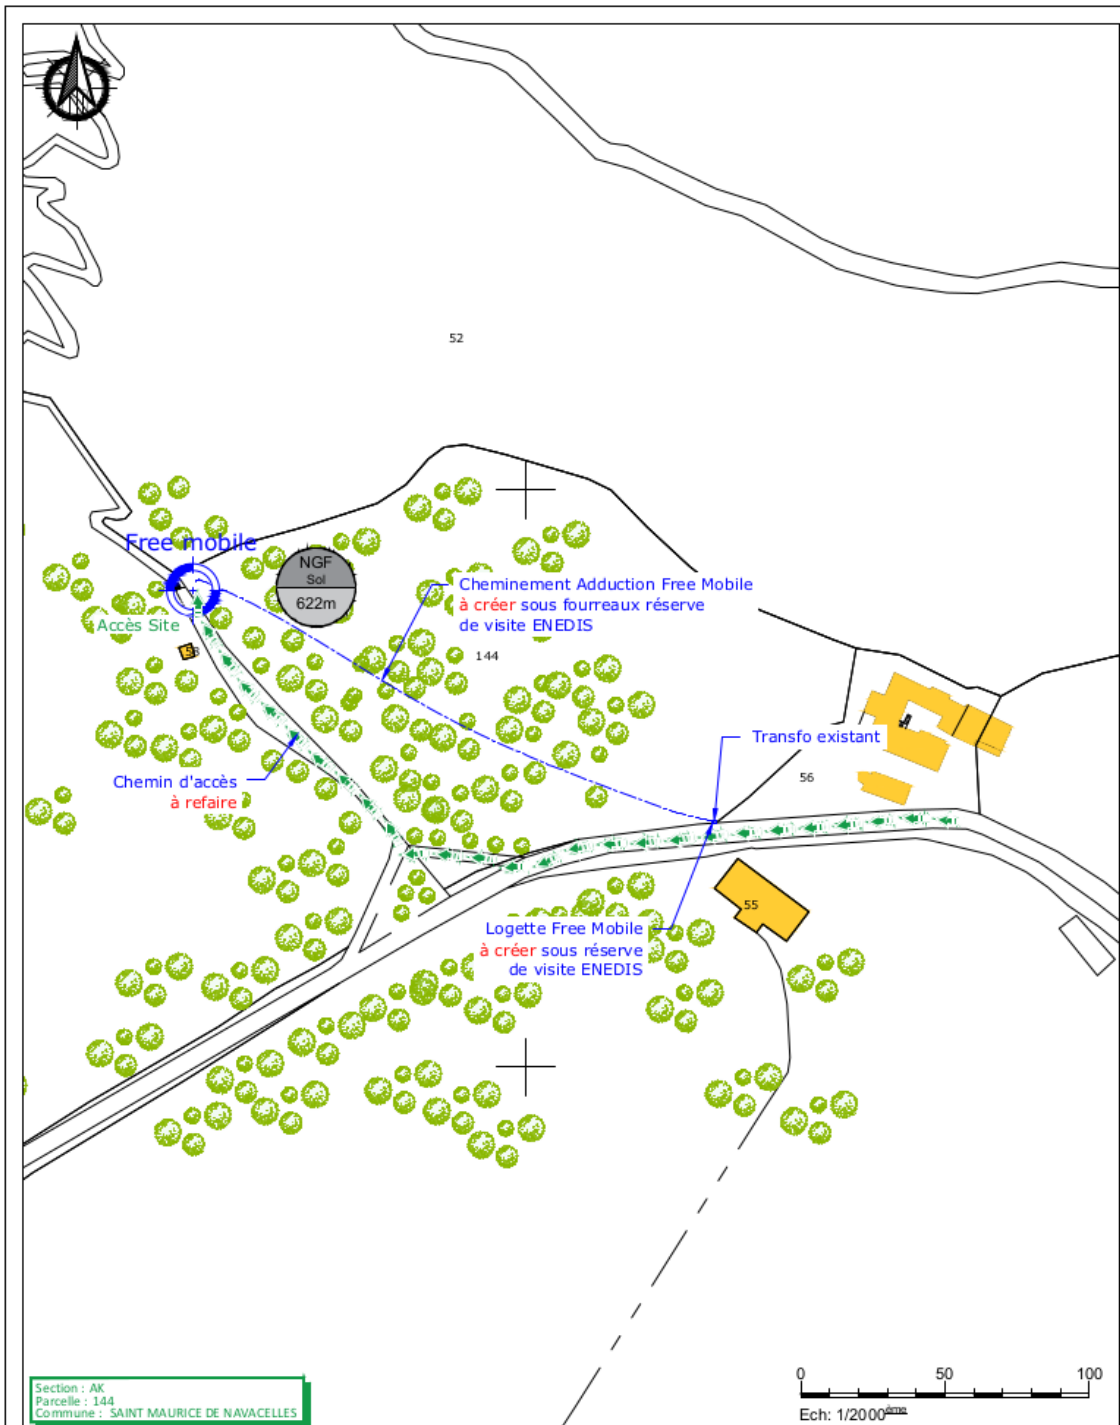 52
Free mobile
NGF
Sol
622m
Cheminement Adduction Free Mobile
à créer sous fourreaux réserve
de visite ENEDIS
Accès Site
53
144
Transfo existant
Chemin d'accès
à refaire
56
55
Logette Free Mobile
à créer sous réserve
de visite ENEDIS
Section : AK
Parcelle : 144
Commune : SAINT MAURICE DE NAVACELLES
0 50 100
Ech: 1/2000ème